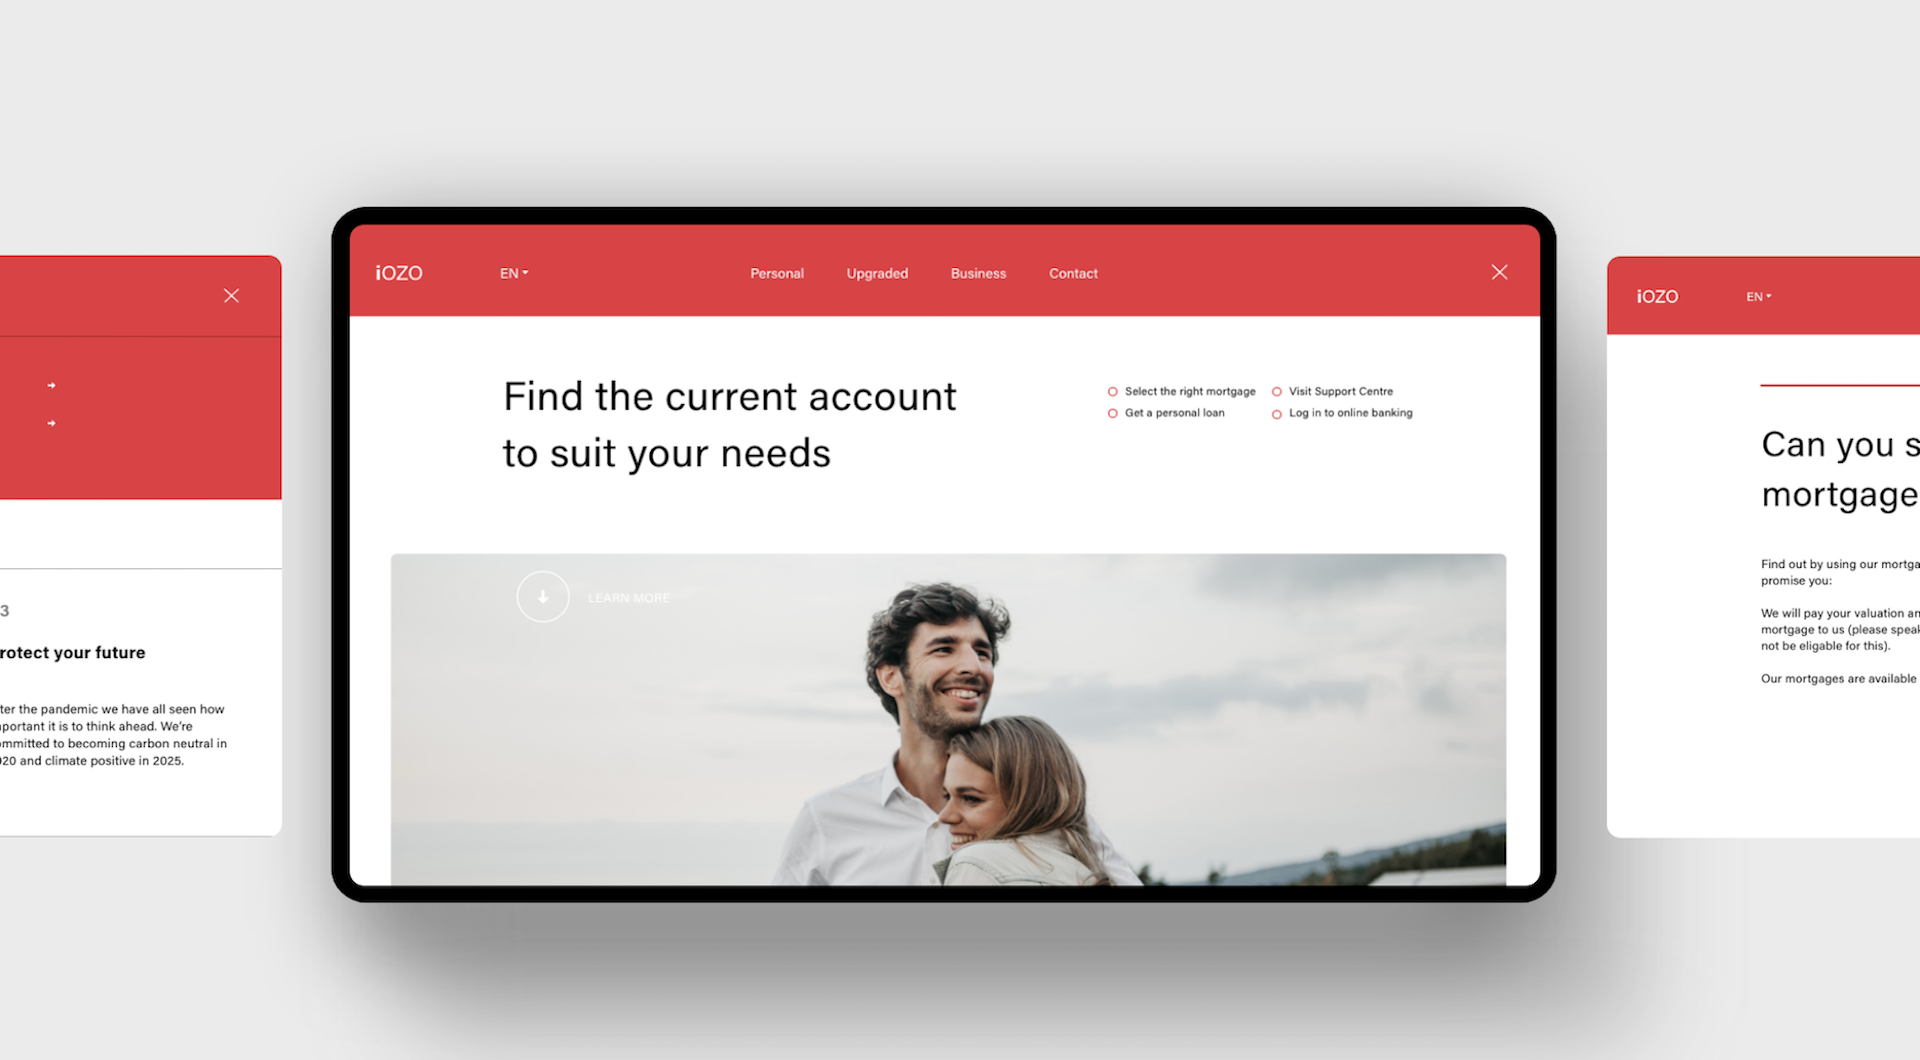 3
rotect your future
ter the pandemic we have all seen how
portant it is to think ahead. We're
mmitted to becoming carbon neutral in
20 and climate positive in 2025.
iOZO
EN
Personal
Upgraded
Business
Contact
Find the current account
to suit your needs
Select the right mortgage
Get a personal loan
Visit Support Centre
Log in to online banking
LEARN MORE
iOZO
EN
Can you s
mortgage
Find out by using our mortga
promise you:
We will pay your valuation an
mortgage to us (please speak
not be eligable for this).
Our mortgages are available